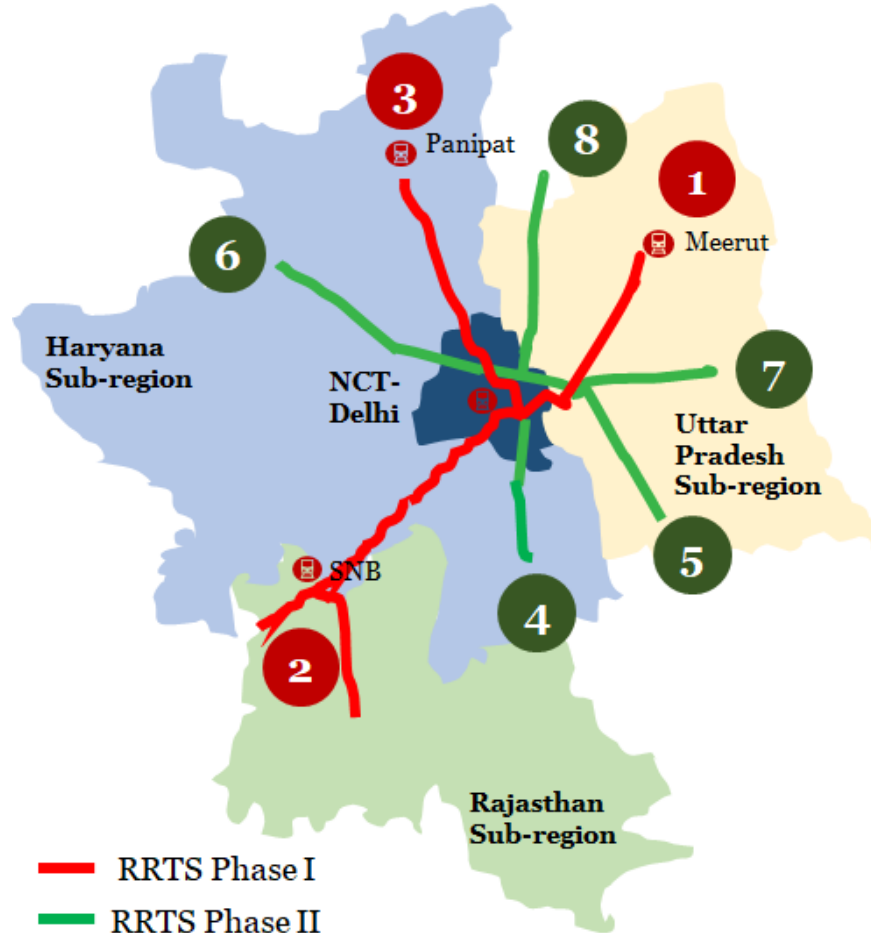 3
Panipat
8
1
Meerut
6
Haryana
Sub-region
NCT-
Delhi
7
Uttar
Pradesh
Sub-region
5
SNB
4
2
Rajasthan
Sub-region
RRTS Phase I
RRTS Phase II